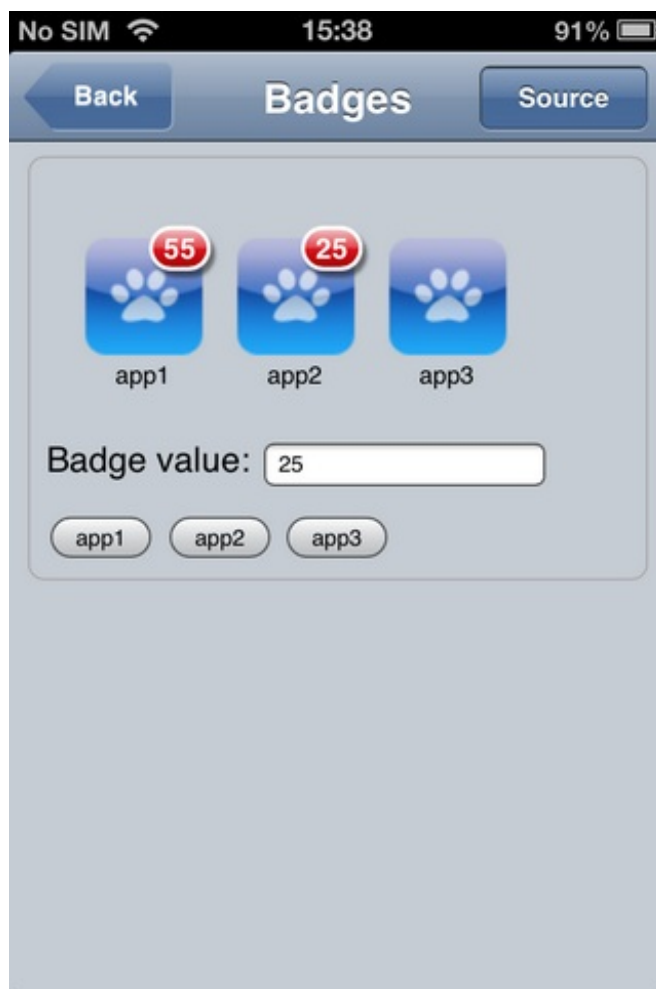 No SIM 15:38 91%
Back Badges Source
55 25
app1 app2 app3
Badge value: 25
app1 app2 app3